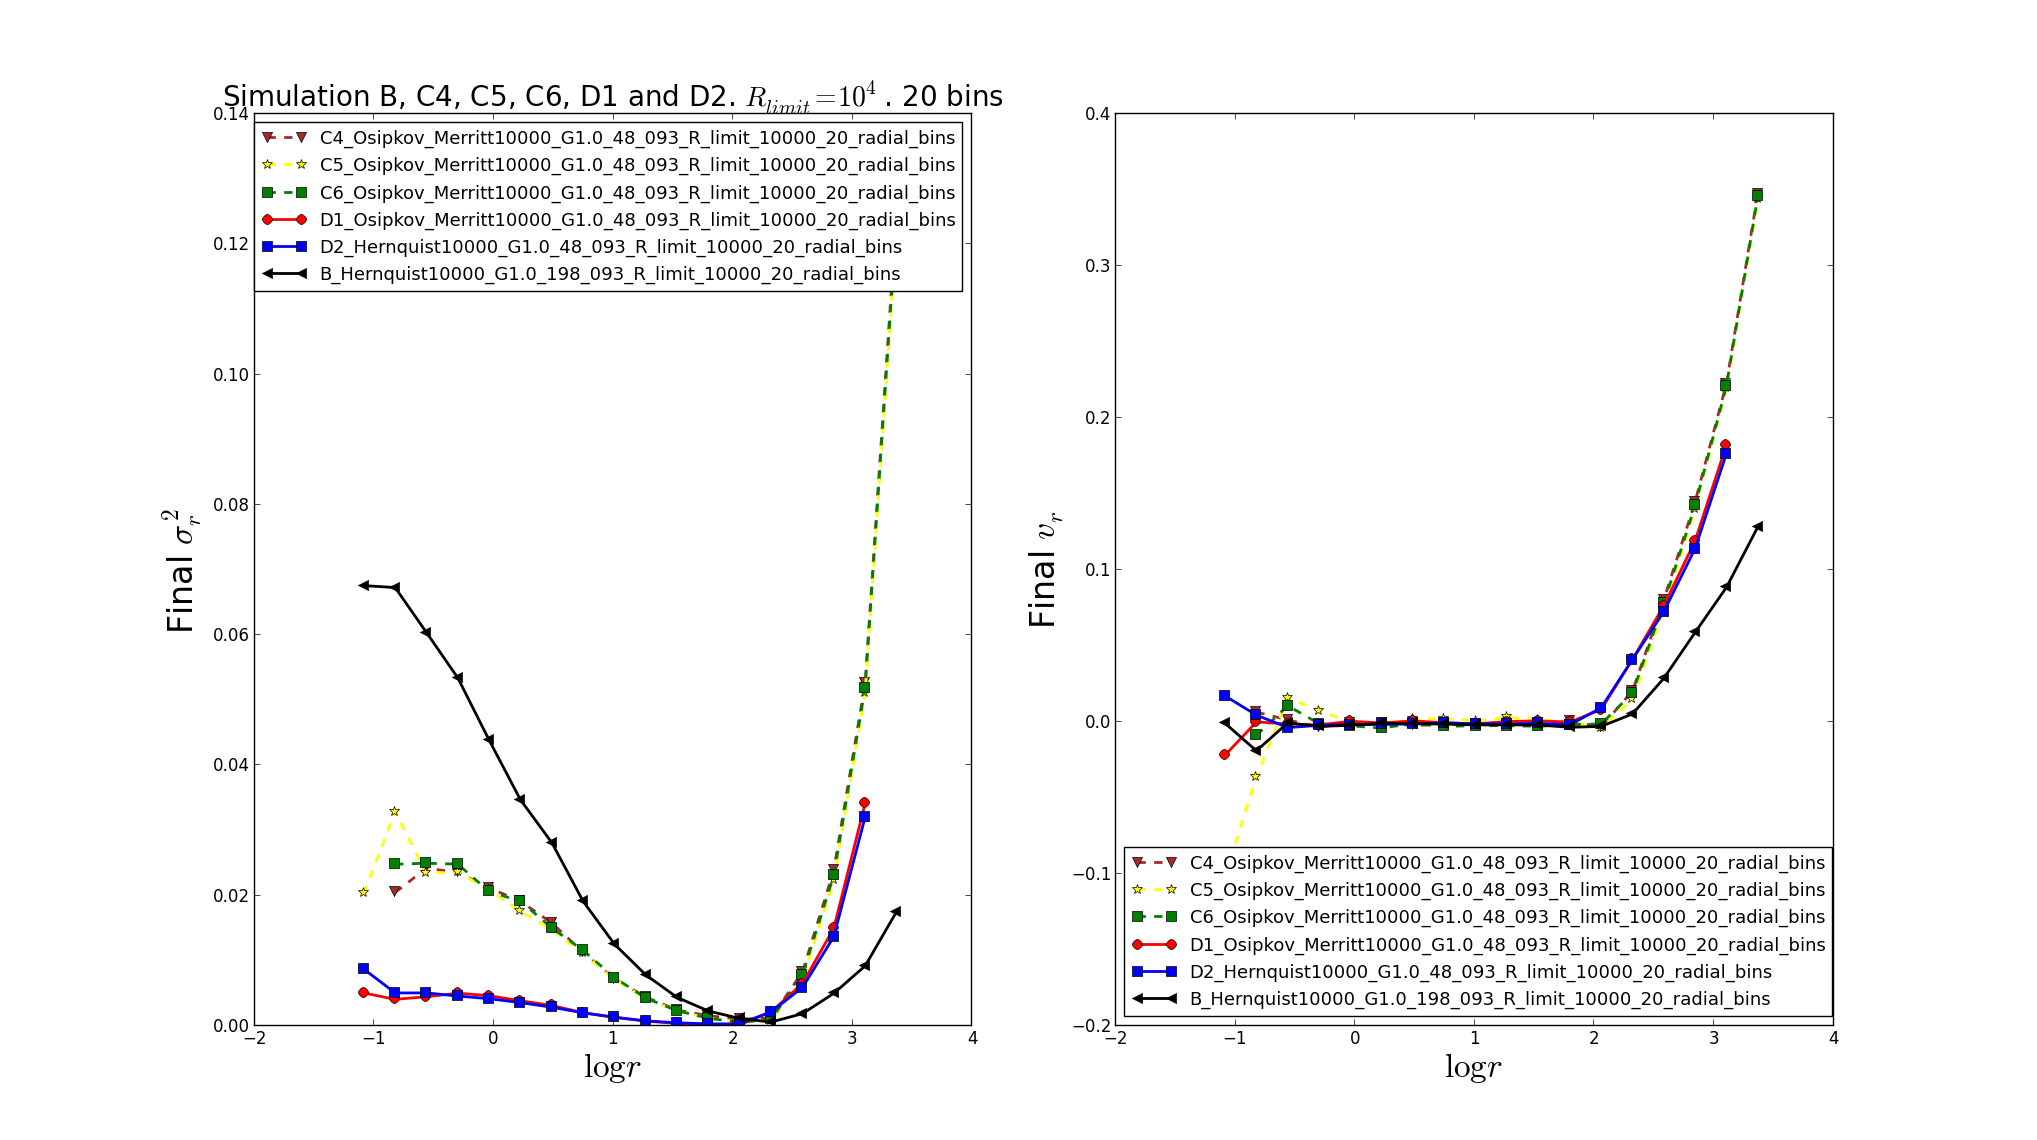 Simulation B, C4, C5, C6, D1 and D2. $R_{limit}=10^4$ . 20 bins
0.14
0.12
0.10
0.08
0.06
0.04
0.02
0.00
Final $\sigma_r^2$
C4_Osipkov_Merritt10000_G1.0_48_093_R_limit_10000_20_radial_bins
C5_Osipkov_Merritt10000_G1.0_48_093_R_limit_10000_20_radial_bins
C6_Osipkov_Merritt10000_G1.0_48_093_R_limit_10000_20_radial_bins
D1_Osipkov_Merritt10000_G1.0_48_093_R_limit_10000_20_radial_bins
D2_Hernquist10000_G1.0_48_093_R_limit_10000_20_radial_bins
B_Hernquist10000_G1.0_198_093_R_limit_10000_20_radial_bins
−2 −1 0 1 2 3 4
log r
0.4
0.3
0.2
0.1
0.0
−0.1
−0.2
Final $v_r$
C4_Osipkov_Merritt10000_G1.0_48_093_R_limit_10000_20_radial_bins
C5_Osipkov_Merritt10000_G1.0_48_093_R_limit_10000_20_radial_bins
C6_Osipkov_Merritt10000_G1.0_48_093_R_limit_10000_20_radial_bins
D1_Osipkov_Merritt10000_G1.0_48_093_R_limit_10000_20_radial_bins
D2_Hernquist10000_G1.0_48_093_R_limit_10000_20_radial_bins
B_Hernquist10000_G1.0_198_093_R_limit_10000_20_radial_bins
−2 −1 0 1 2 3 4
log r